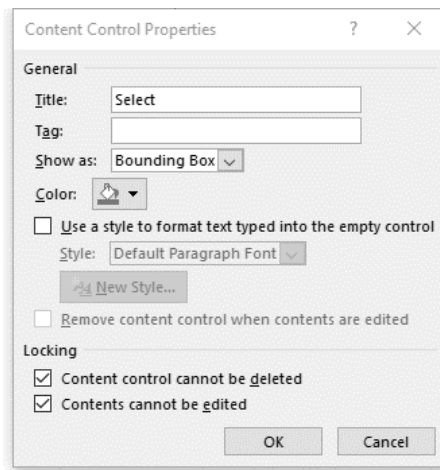 Content Control Properties ? ×
General
Title: Select
Tag:
Show as: Bounding Box
Color:
Use a style to format text typed into the empty control
Style: Default Paragraph Font
New Style...
Remove content control when contents are edited
Locking
Content control cannot be deleted
Contents cannot be edited
OK Cancel